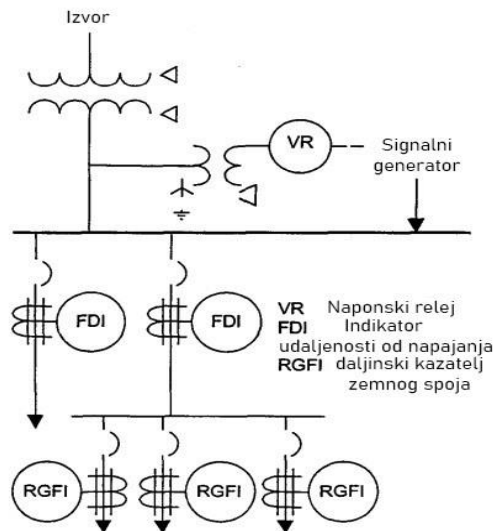 Izvor
VR
Signalni
generator
FDI
FDI
VR Naponski relej
FDI Indikator
udaljenosti od napajanja
RGFI daljinski kazatelj
zemnog spoja
RGFI
RGFI
RGFI